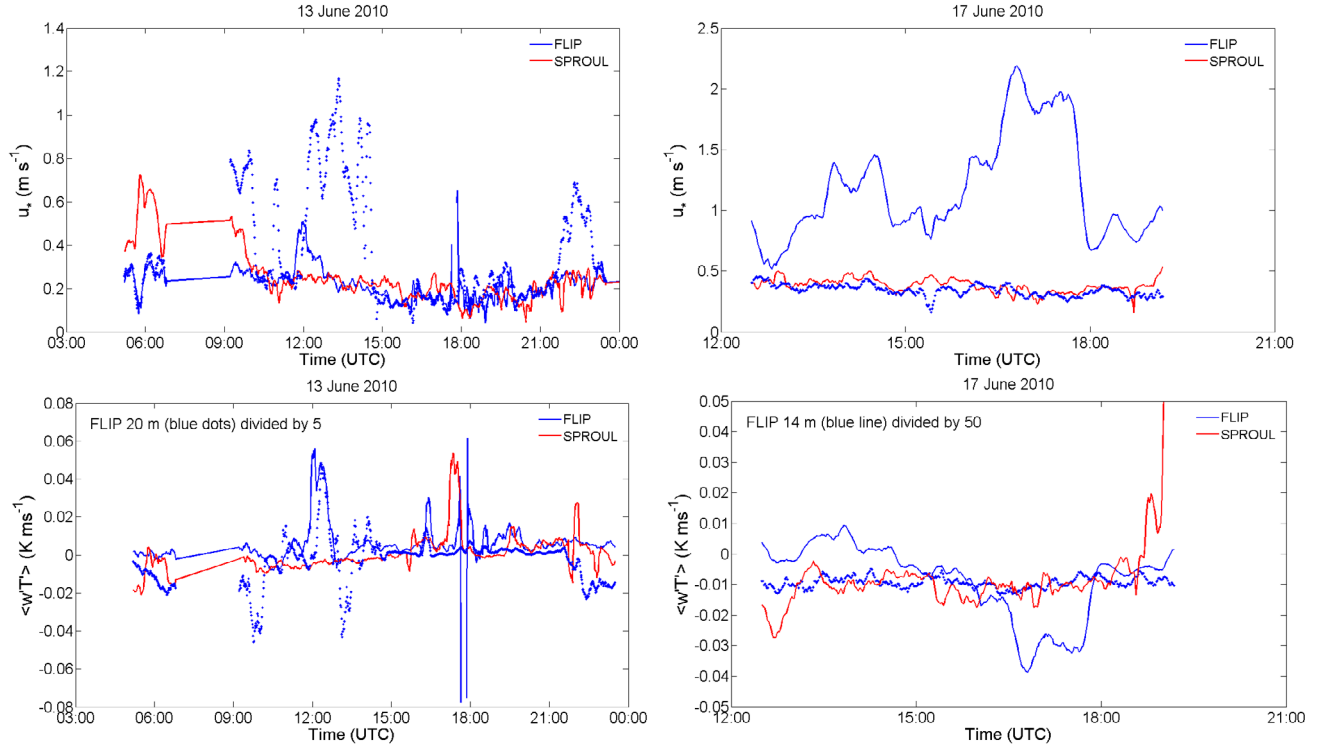 13 June 2010
1.4
1.2
1
0.8
0.6
0.4
0.2
0
u* (m s-1)
FLIP
SPROUL
03:00 06:00 09:00 12:00 15:00 18:00 21:00 00:00
Time (UTC)
17 June 2010
2.5
2
1.5
1
0.5
0
u* (m s-1)
FLIP
SPROUL
12:00 15:00 18:00 21:00
Time (UTC)
13 June 2010
0.08
0.06
0.04
0.02
0
-0.02
-0.04
-0.06
-0.08
<w'T'> (K ms-1)
FLIP 20 m (blue dots) divided by 5
FLIP
SPROUL
03:00 06:00 09:00 12:00 15:00 18:00 21:00 00:00
Time (UTC)
17 June 2010
0.05
0.04
0.03
0.02
0.01
0
-0.01
-0.02
-0.03
-0.04
-0.05
<w'T'> (K ms-1)
FLIP 14 m (blue line) divided by 50
FLIP
SPROUL
12:00 15:00 18:00 21:00
Time (UTC)